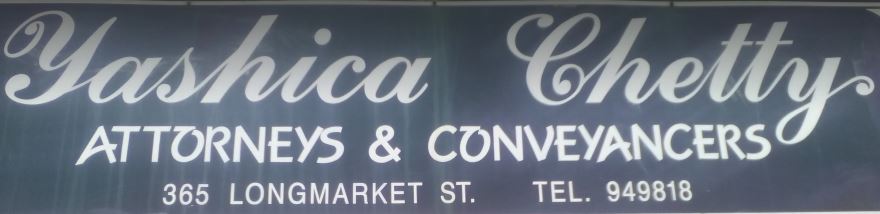 Yashica Chetty
ATTORNEYS & CONVEYANCERS
365 LONGMARKET ST. TEL. 949818